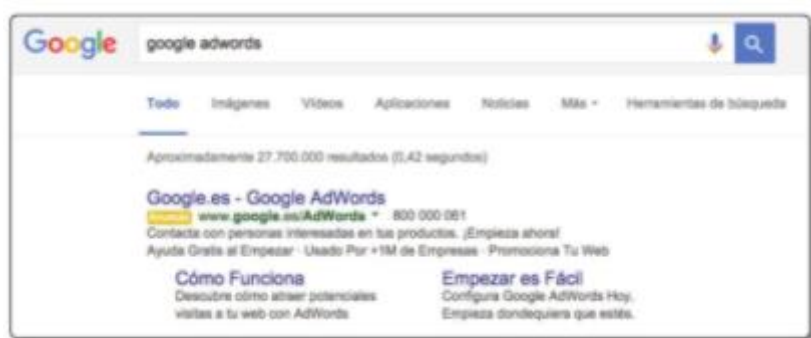 Google google adwords
Todo Imágenes Vídeos Aplicaciones Noticias Más Herramientas de búsqueda
Aproximadamente 27.700.000 resultados (0,42 segundos)
Google.es - Google AdWords
Anuncio www.google.es/AdWords 800 000 061
Contacta con personas interesadas en tus productos. ¡Empieza ahora!
Ayuda Gratis al Empezar · Usado Por +1M de Empresas · Promociona Tu Web
Cómo Funciona
Descubre cómo atraer potenciales
visitas a tu web con AdWords
Empezar es Fácil
Configura Google AdWords Hoy.
Empieza dondequiera que estés.